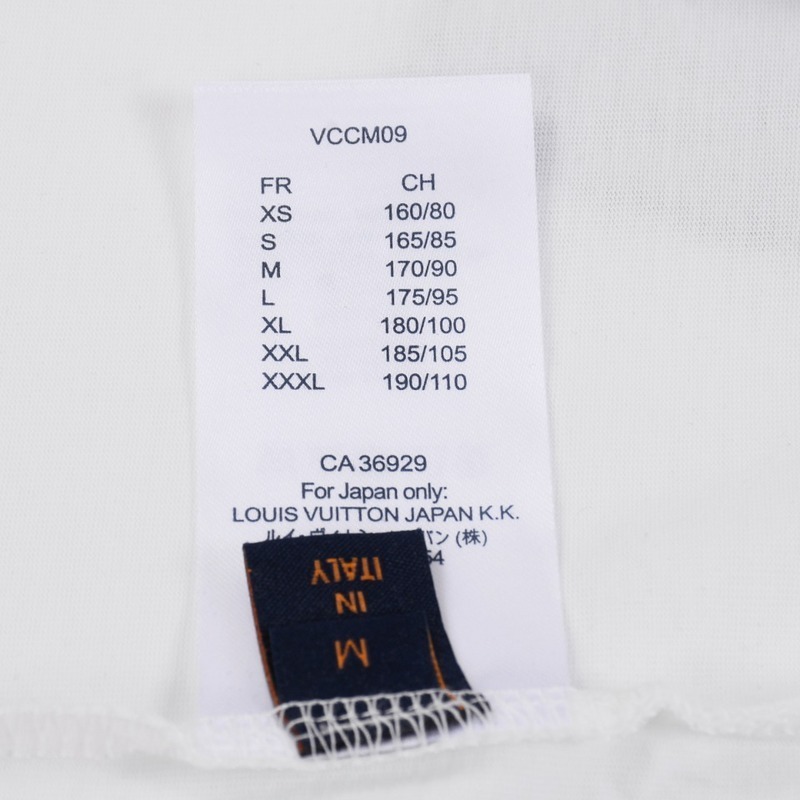 VCCM09
FR CH
XS 160/80
S 165/85
M 170/90
L 175/95
XL 180/100
XXL 185/105
XXXL 190/110
CA 36929
For Japan only:
LOUIS VUITTON JAPAN K.K.
(株)
ITALY
IN
M